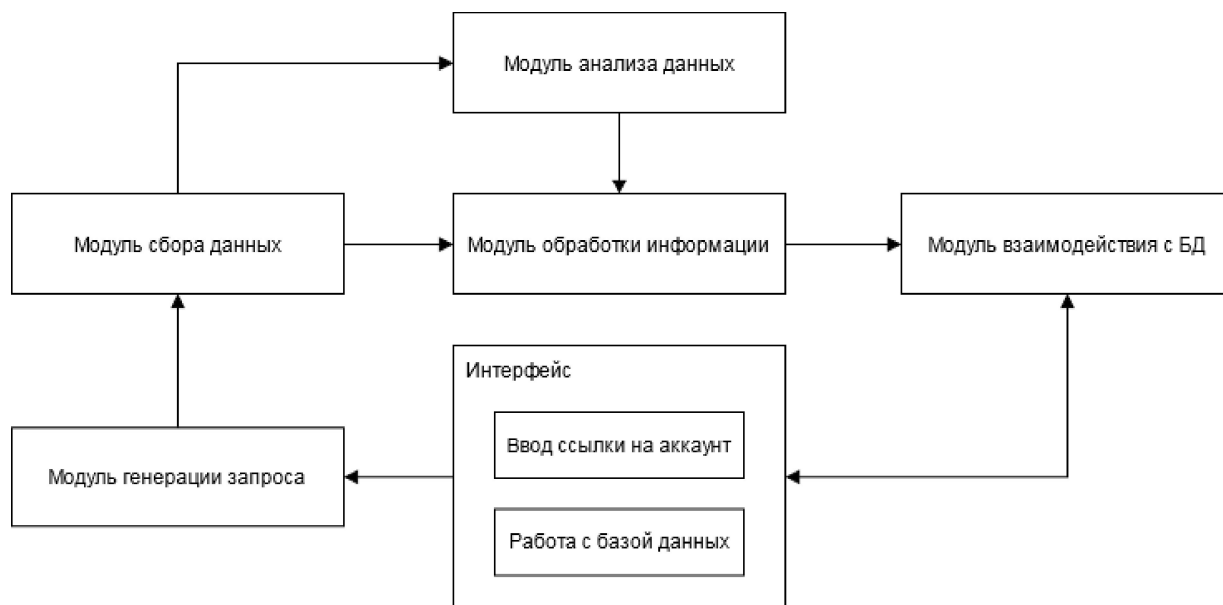 Модуль анализа данных
Модуль сбора данных
Модуль обработки информации
Модуль взаимодействия с БД
Интерфейс
Ввод ссылки на аккаунт
Модуль генерации запроса
Работа с базой данных